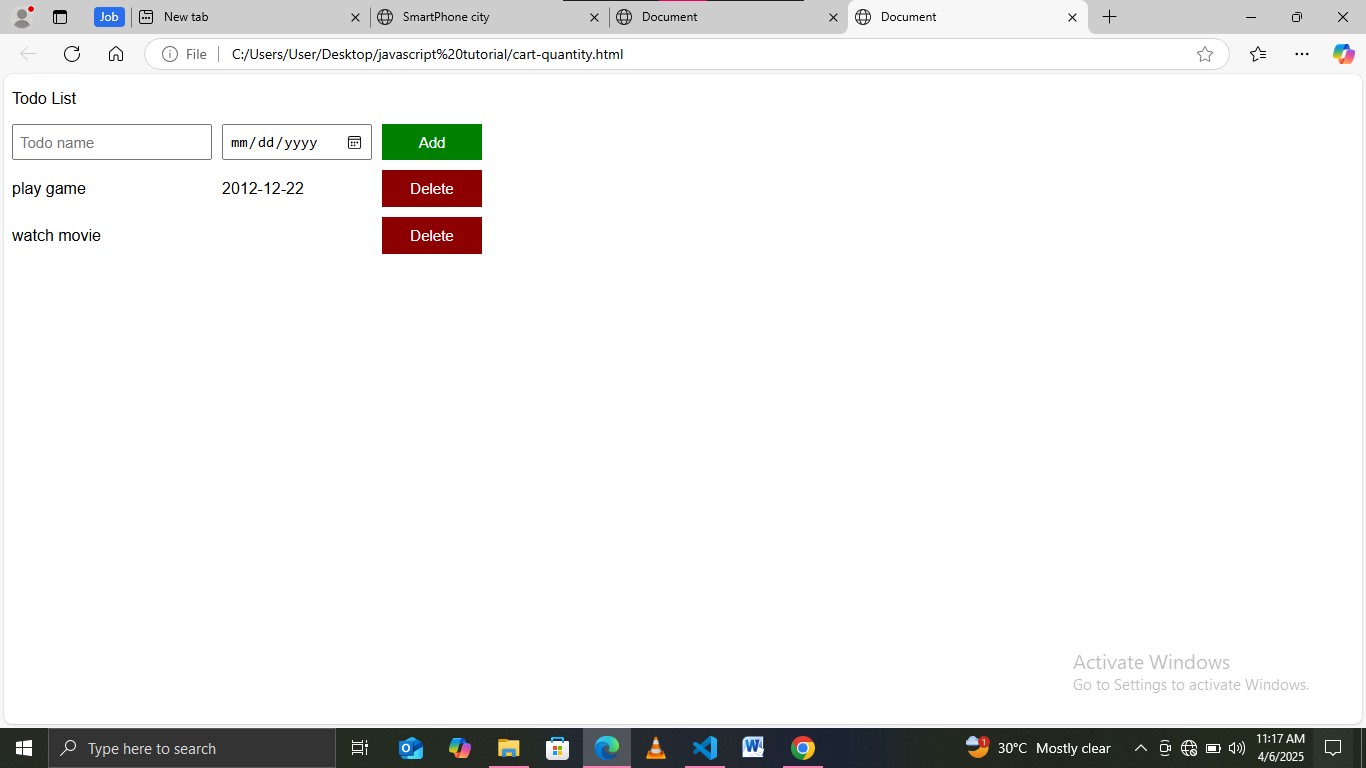 Job
New tab
SmartPhone city
Document
Document
File
C:/Users/User/Desktop/javascript%20tutorial/cart-quantity.html
Todo List
Todo name
mm/dd/yyyy
Add
play game
2012-12-22
Delete
watch movie
Delete
Activate Windows
Go to Settings to activate Windows.
Type here to search
1
30°C Mostly clear
11:17 AM
4/6/2025